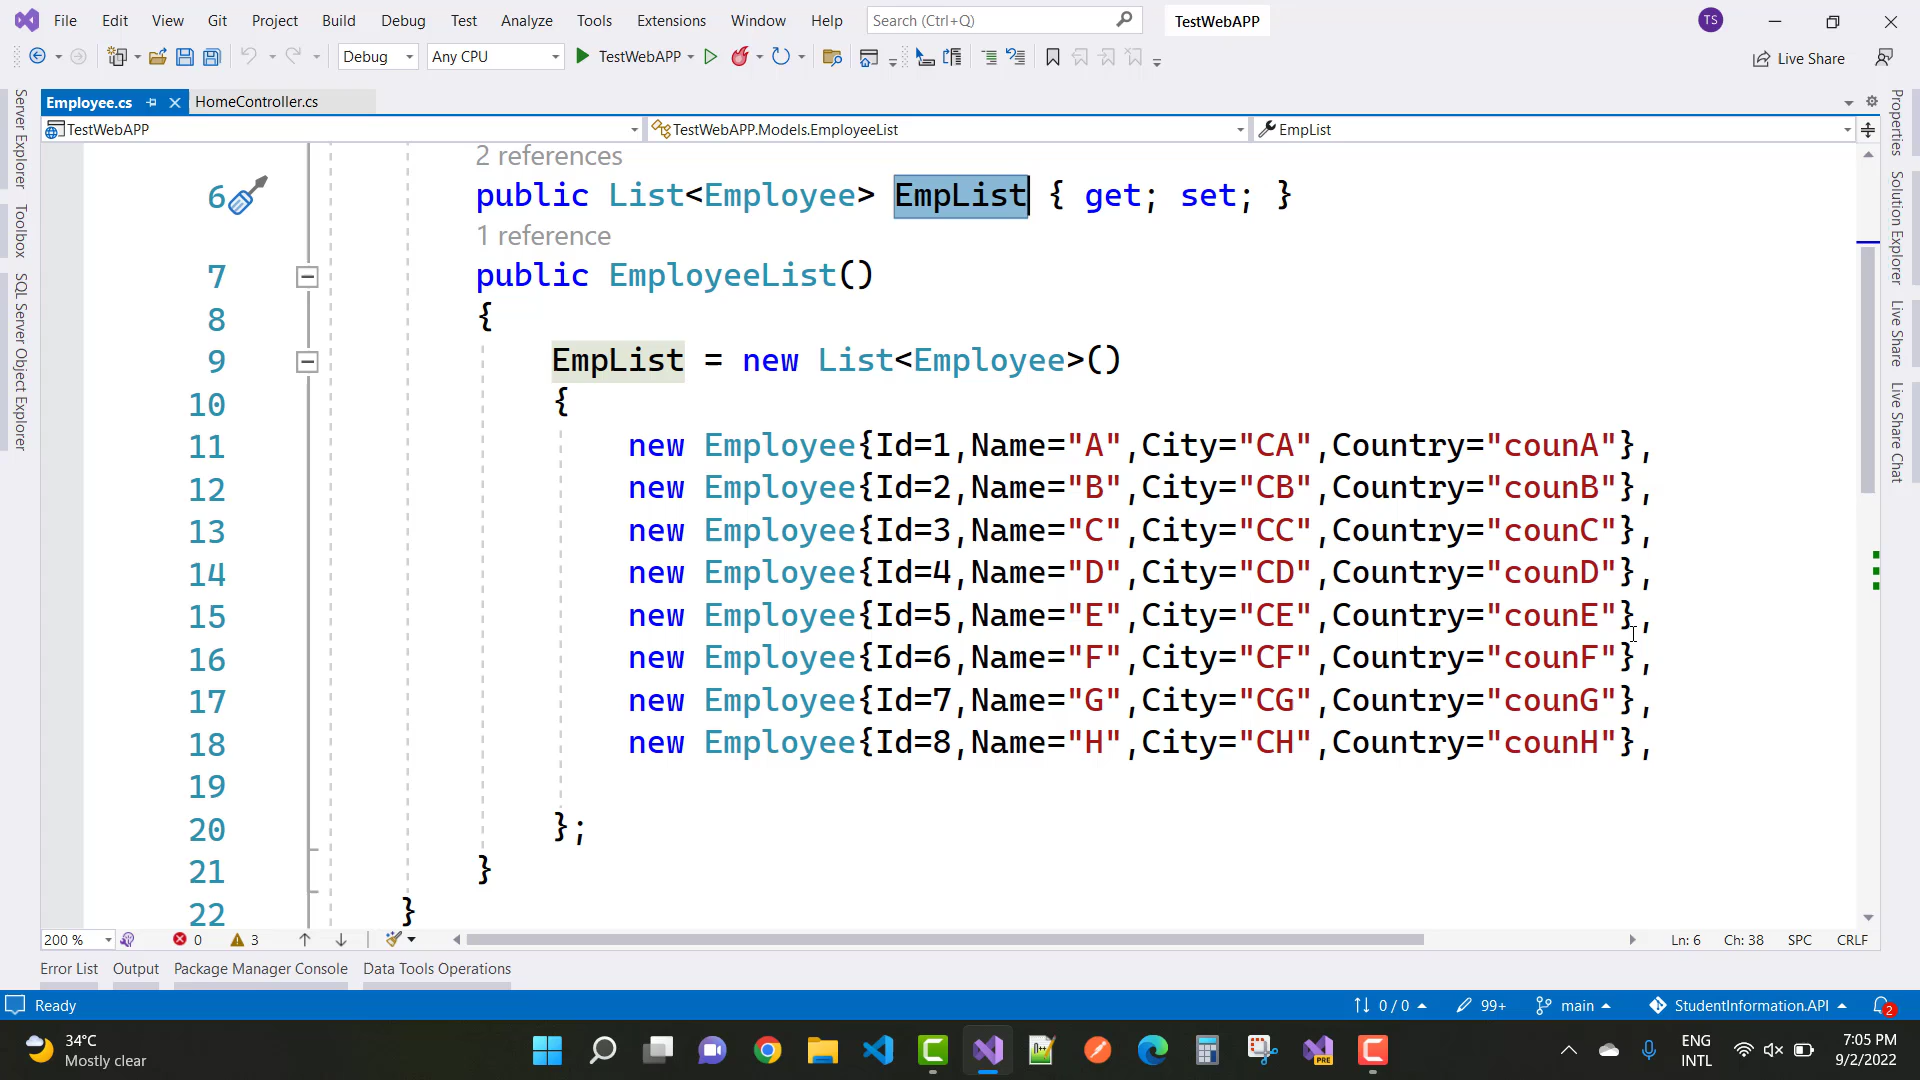 File Edit View Git Project Build Debug Test Analyze Tools Extensions Window Help Search (Ctrl+Q) TestWebAPP TS
Debug Any CPU TestWebAPP Live Share
Employee.cs HomeController.cs
TestWebAPP TestWebAPP.Models.EmployeeList EmpList
Server Explorer
Toolbox
SQL Server Object Explorer
2 references
6 public List<Employee> EmpList { get; set; }
1 reference
7 public EmployeeList()
8 {
9 EmpList = new List<Employee>()
10 {
11 new Employee{Id=1,Name="A",City="CA",Country="counA"},
12 new Employee{Id=2,Name="B",City="CB",Country="counB"},
13 new Employee{Id=3,Name="C",City="CC",Country="counC"},
14 new Employee{Id=4,Name="D",City="CD",Country="counD"},
15 new Employee{Id=5,Name="E",City="CE",Country="counE"},
16 new Employee{Id=6,Name="F",City="CF",Country="counF"},
17 new Employee{Id=7,Name="G",City="CG",Country="counG"},
18 new Employee{Id=8,Name="H",City="CH",Country="counH"},
19
20 };
21 }
22 }
Properties
Solution Explorer
Live Share
Live Share Chat
200 % 0 3 Ln: 6 Ch: 38 SPC CRLF
Error List Output Package Manager Console Data Tools Operations
Ready 0 / 0 99+ main StudentInformation.API 2
34°C
Mostly clear
PRE
ENG
INTL
7:05 PM
9/2/2022